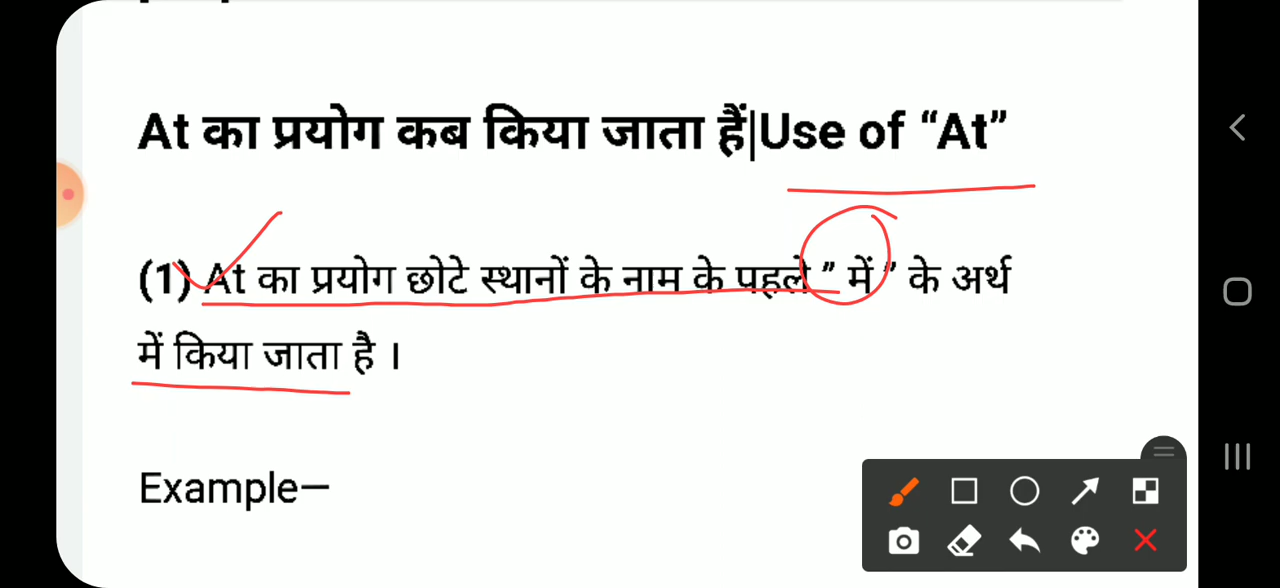 At का प्रयोग कब किया जाता हैं|Use of “At”
(1) At का प्रयोग छोटे स्थानों के नाम के पहले ” में ” के अर्थ
में किया जाता है ।
Example—